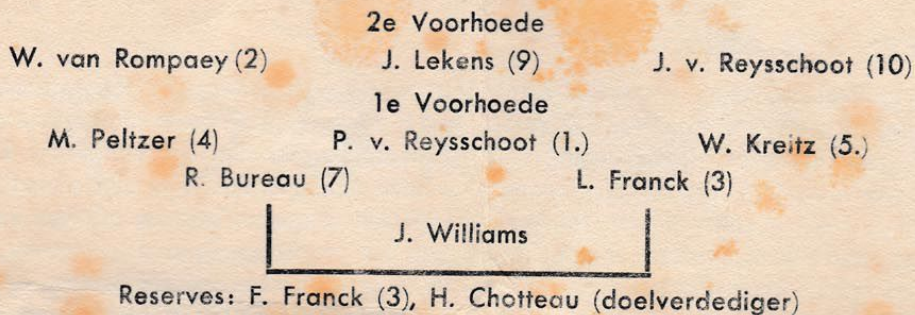 2e Voorhoede
W. van Rompaey (2) J. Lekens (9) J. v. Reysschoot (10)
1e Voorhoede
M. Peltzer (4) P. v. Reysschoot (1.) W. Kreitz (5.)
R. Bureau (7) L. Franck (3)
J. Williams
Reserves: F. Franck (3), H. Chotteau (doelverdediger)